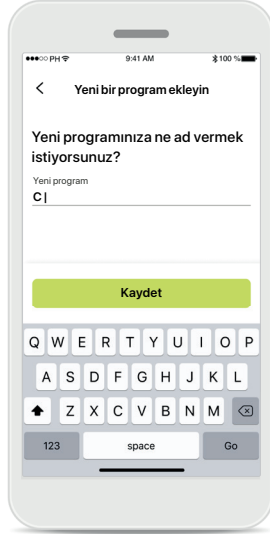 PH 9:41 AM 100 %
Yeni bir program ekleyin
Yeni programınıza ne ad vermek
istiyorsunuz?
Yeni program
C|
Kaydet
Q W E R T Y U I O P
A S D F G H J K L
Z X C V B N M
123 space Go